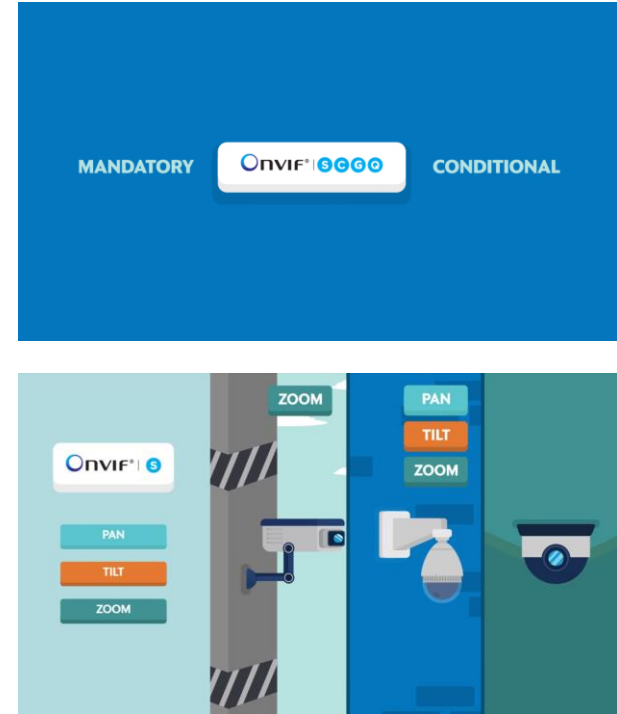 MANDATORY
ONVIF® | S C G Q
CONDITIONAL
ZOOM
PAN
TILT
ZOOM
ONVIF® | S
PAN
TILT
ZOOM